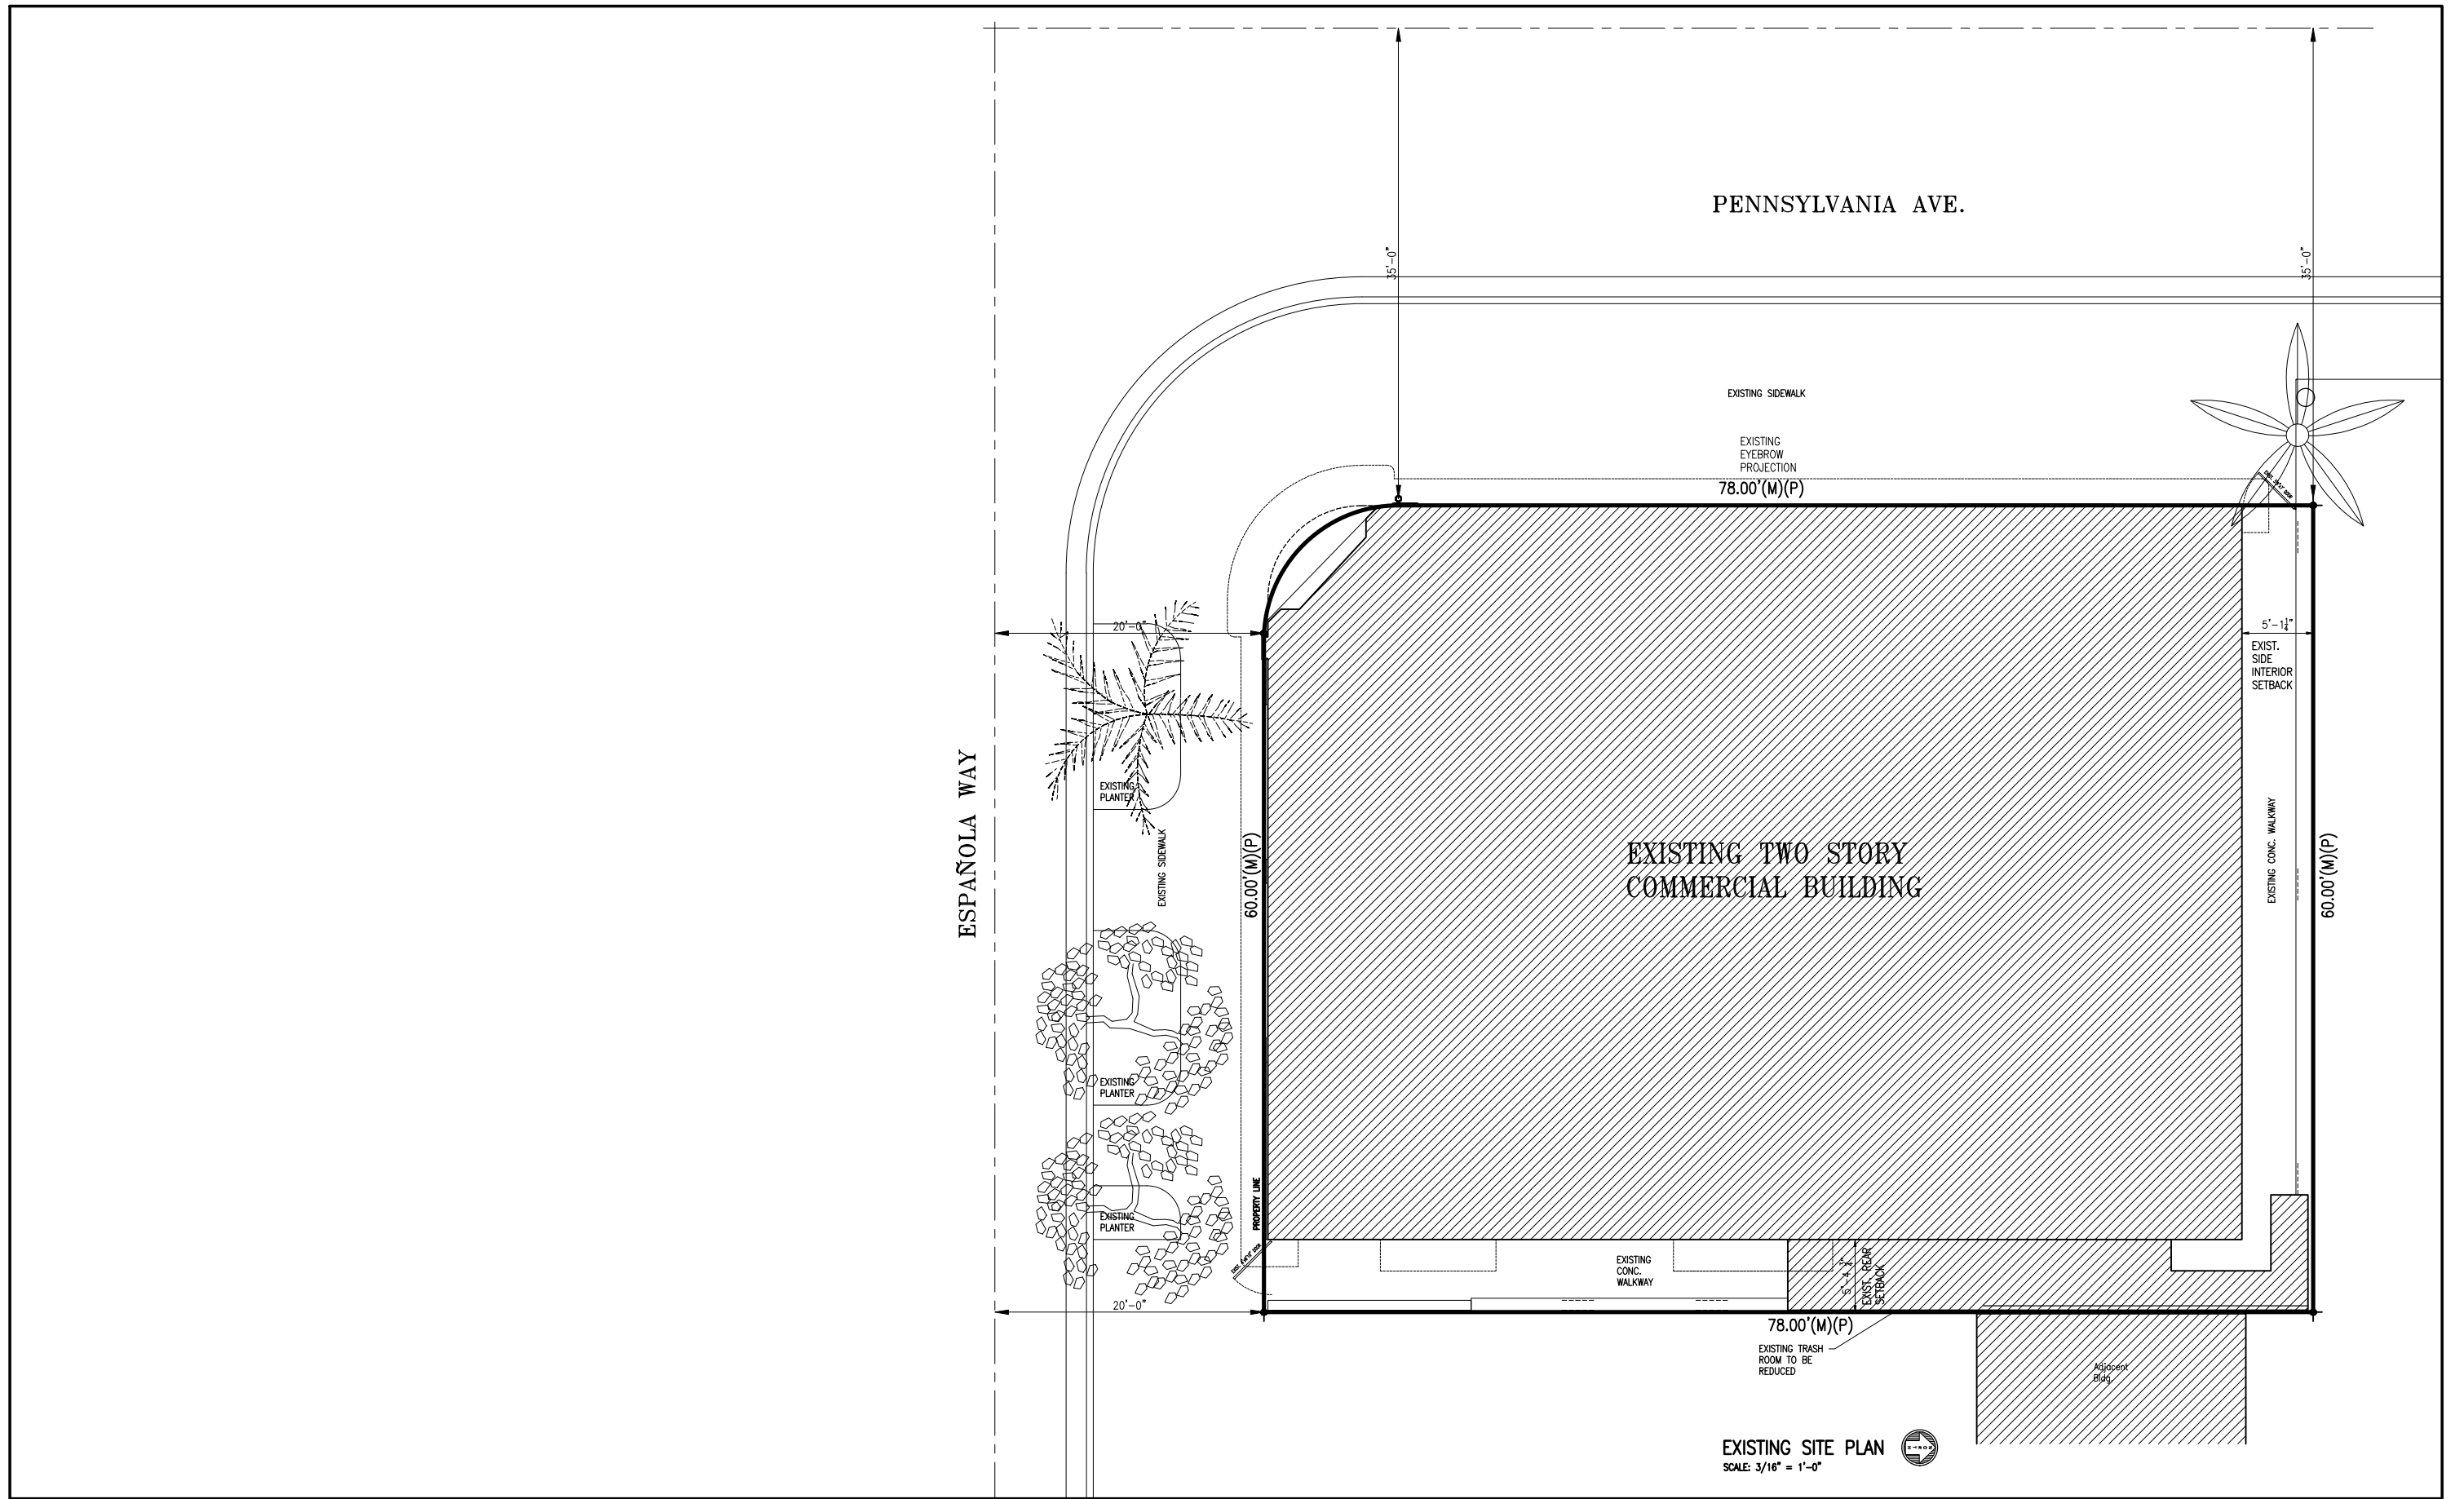 PENNSYLVANIA AVE.
35'-0"
35'-0"
EXISTING SIDEWALK
EXISTING
EYEBROW
PROJECTION
78.00'(M)(P)
20'-0"
5'-1¼"
EXIST.
SIDE
INTERIOR
SETBACK
ESPAÑOLA WAY
EXISTING
PLANTER
EXISTING SIDEWALK
60.00'(M)(P)
EXISTING TWO STORY
COMMERCIAL BUILDING
EXISTING CONC. WALKWAY
60.00'(M)(P)
EXISTING
PLANTER
PROPERTY LINE
EXISTING
PLANTER
EXISTING
CONC.
WALKWAY
EXIST. REAR
SETBACK
20'-0"
78.00'(M)(P)
EXISTING TRASH
ROOM TO BE
REDUCED
Adjacent
Bldg
EXISTING SITE PLAN
NORTH
SCALE: 3/16" = 1'-0"